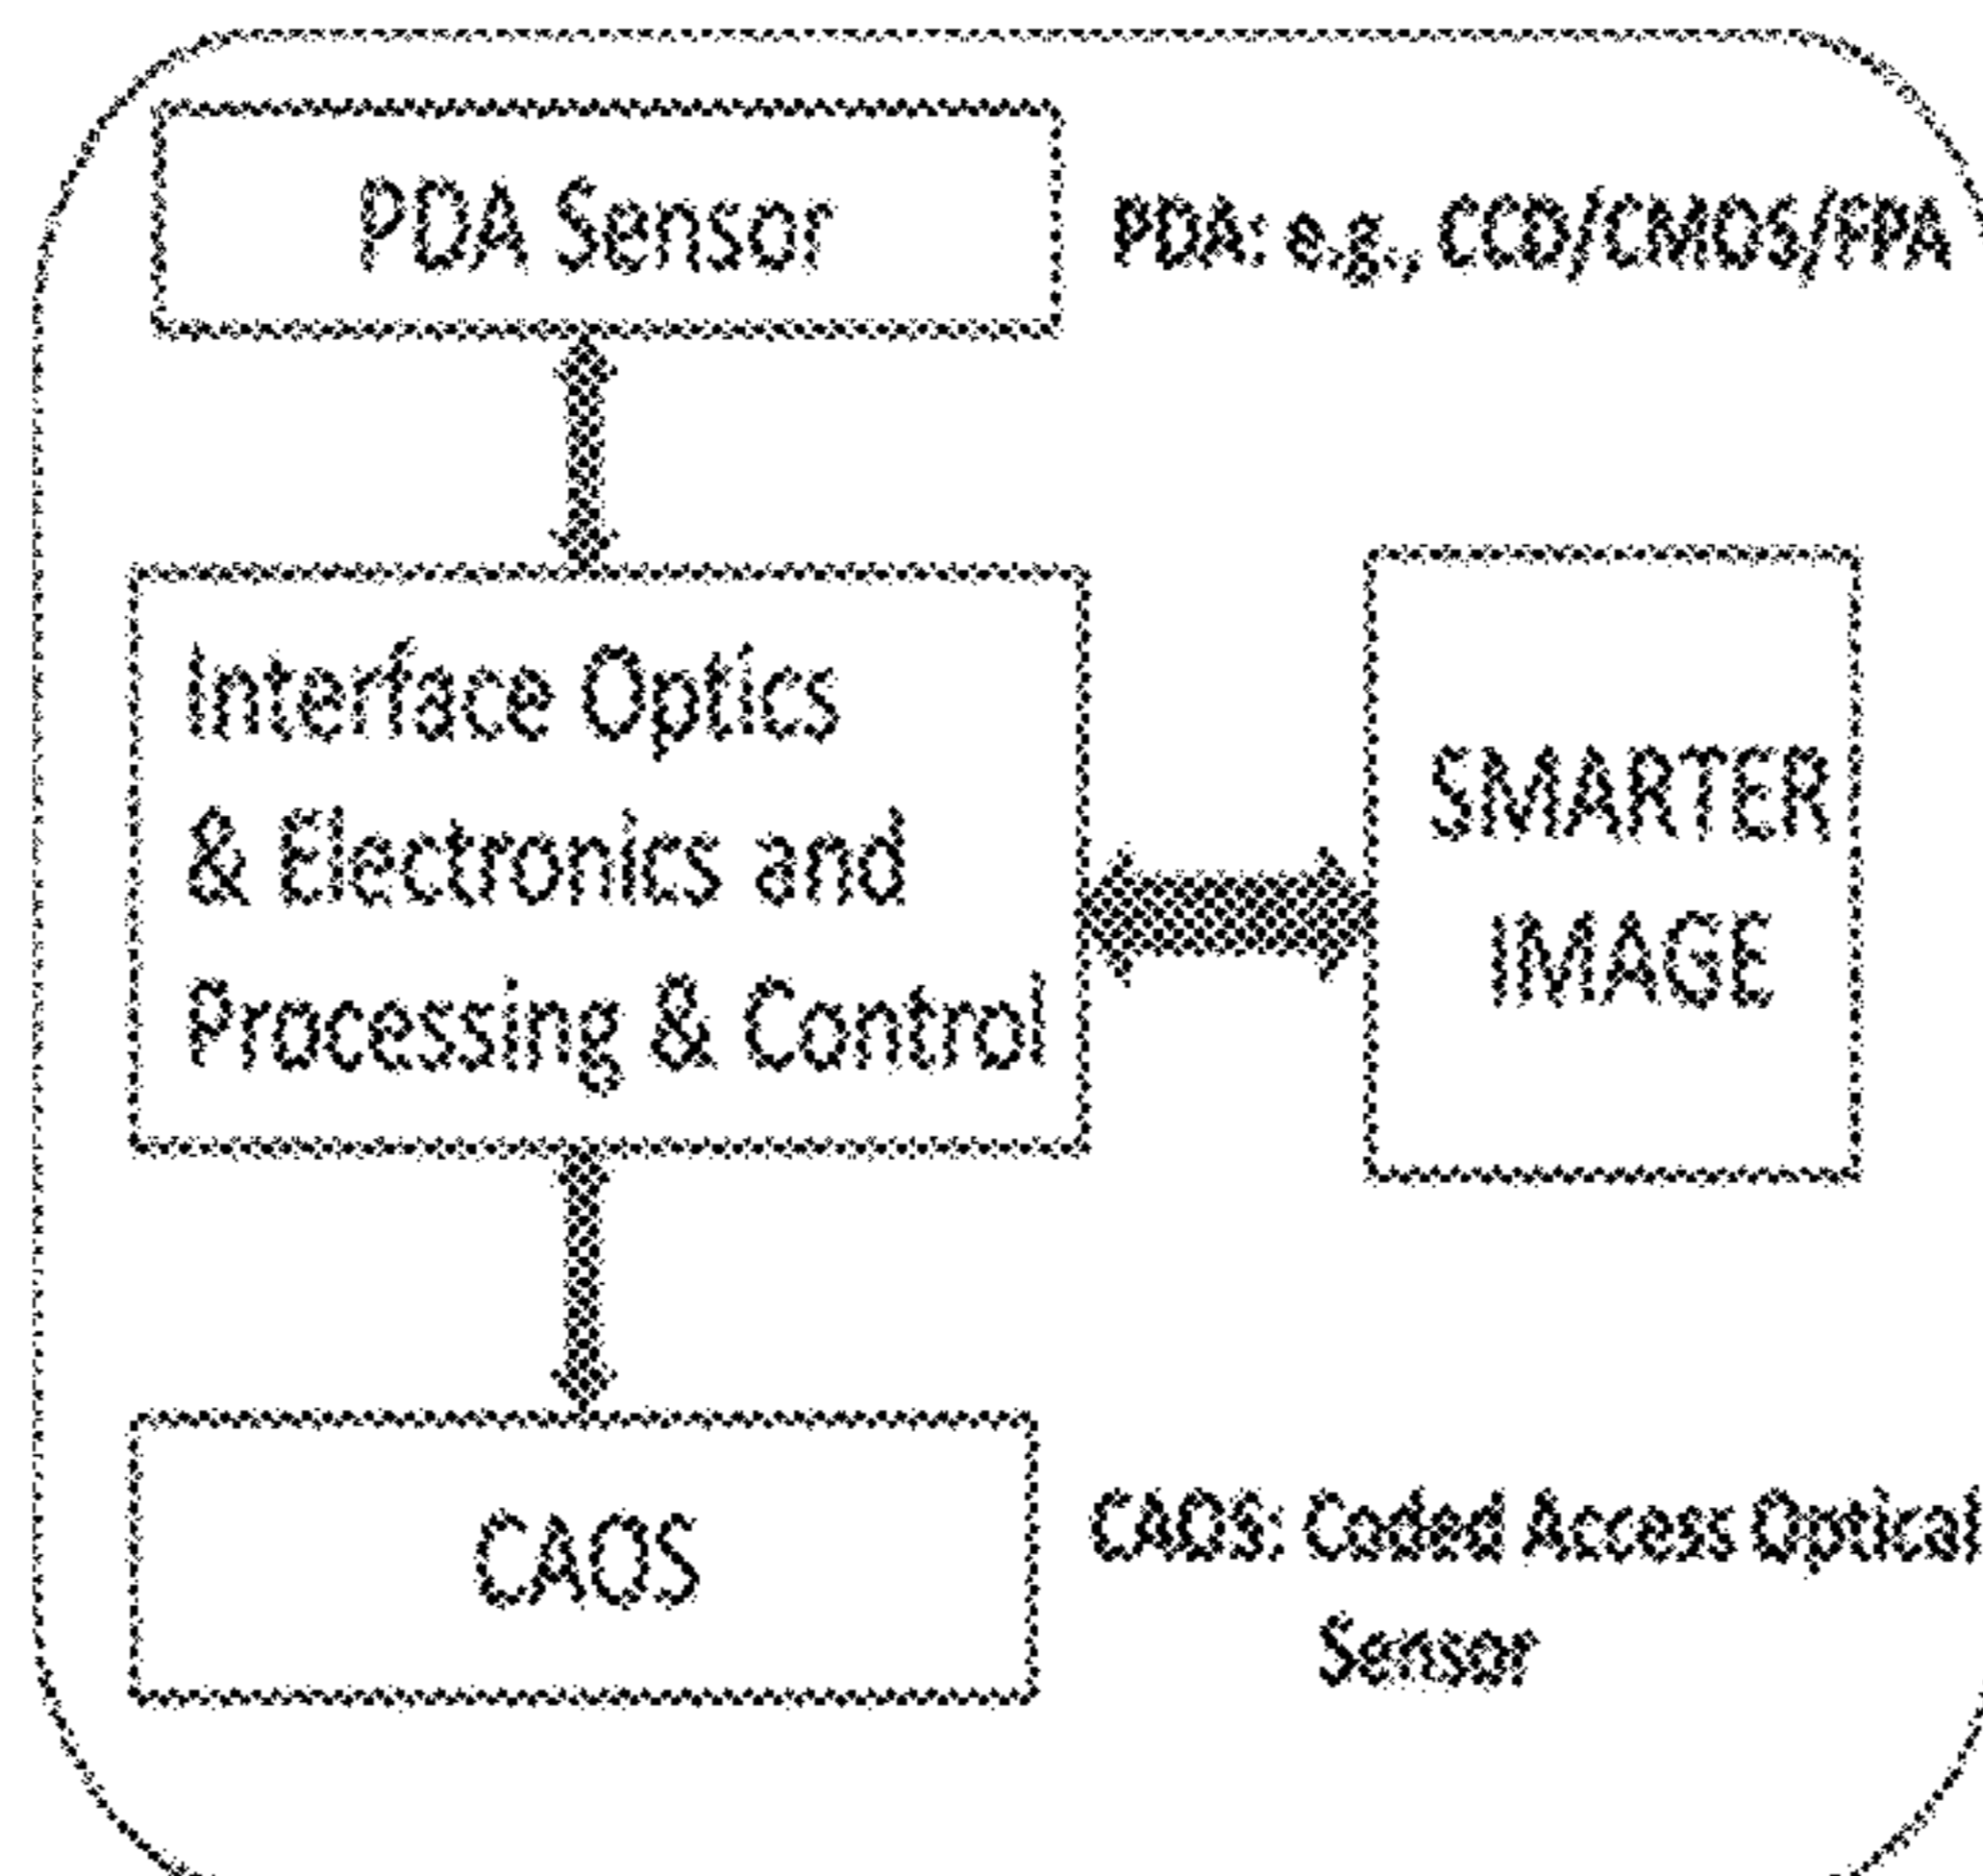 PDA Sensor
PDA: e.g., CCD/CMOS/FPA
Interface Optics
& Electronics and
Processing & Control
SMARTER
IMAGE
CAOS
CAOS: Coded Access Optical
Sensor